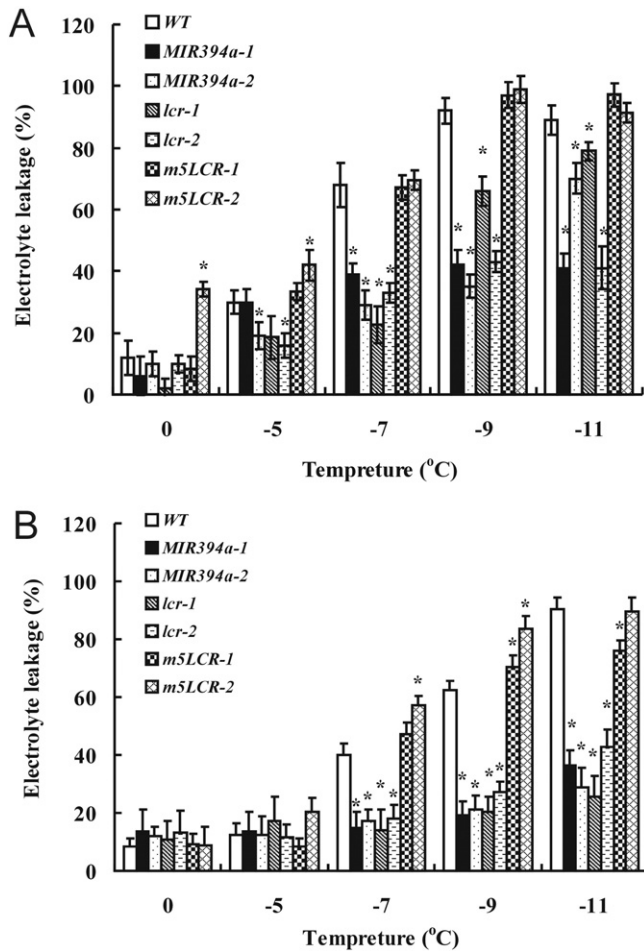 A
120
100
80
60
40
20
0
Electrolyte leakage (%)
WT
MIR394a-1
MIR394a-2
lcr-1
lcr-2
m5LCR-1
m5LCR-2
* * * * * * * * * * * * * * *
0 -5 -7 -9 -11
Tempreture (°C)
B
120
100
80
60
40
20
0
Electrolyte leakage (%)
WT
MIR394a-1
MIR394a-2
lcr-1
lcr-2
m5LCR-1
m5LCR-2
* * * * * * * * * * * * * * * *
0 -5 -7 -9 -11
Tempreture (°C)